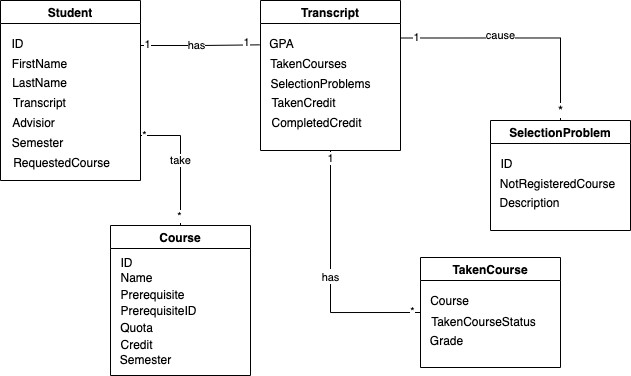 Student
ID
FirstName
LastName
Transcript
Advisior
Semester
RequestedCourse
1
has
1
Transcript
GPA
TakenCourses
SelectionProblems
TakenCredit
CompletedCredit
1
cause
*
SelectionProblem
ID
NotRegisteredCourse
Description
*
take
*
Course
ID
Name
Prerequisite
PrerequisiteID
Quota
Credit
Semester
1
has
*
TakenCourse
Course
TakenCourseStatus
Grade